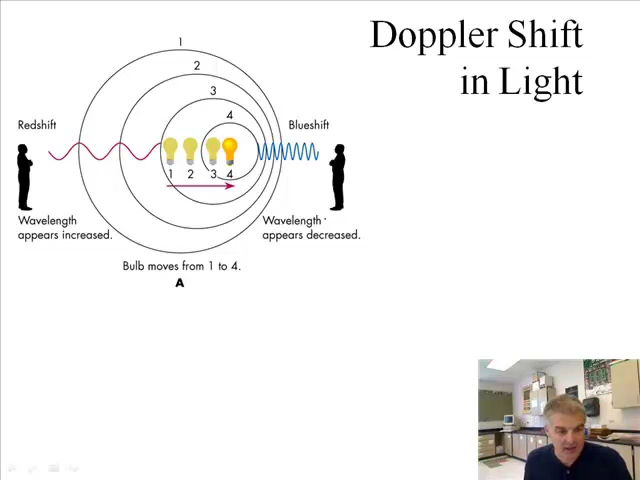 Doppler Shift
in Light
1
2
3
4
Redshift
Blueshift
1 2 3 4
Wavelength
appears increased.
Wavelength
appears decreased.
Bulb moves from 1 to 4.
A